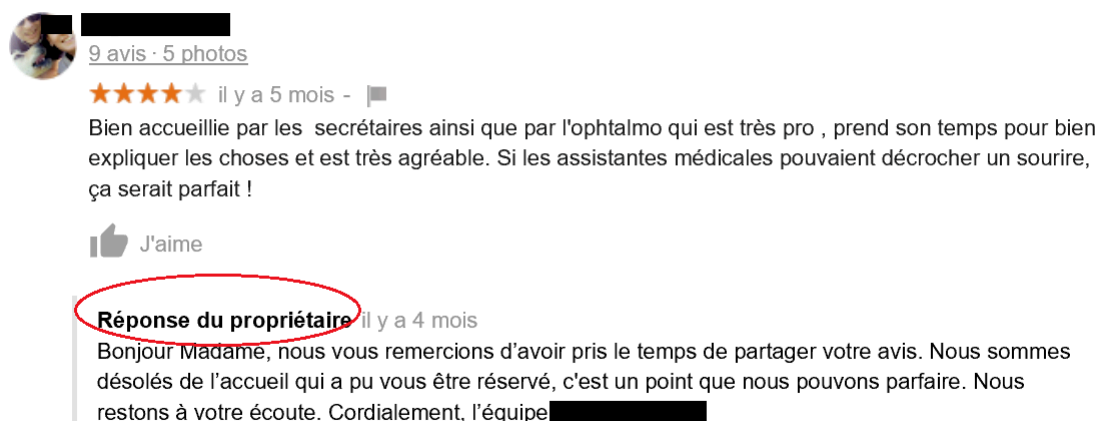 9 avis · 5 photos
il y a 5 mois -
Bien accueillie par les secrétaires ainsi que par l'ophtalmo qui est très pro , prend son temps pour bien
expliquer les choses et est très agréable. Si les assistantes médicales pouvaient décrocher un sourire,
ça serait parfait !
J'aime
Réponse du propriétaire il y a 4 mois
Bonjour Madame, nous vous remercions d’avoir pris le temps de partager votre avis. Nous sommes
désolés de l’accueil qui a pu vous être réservé, c'est un point que nous pouvons parfaire. Nous
restons à votre écoute. Cordialement, l’équipe